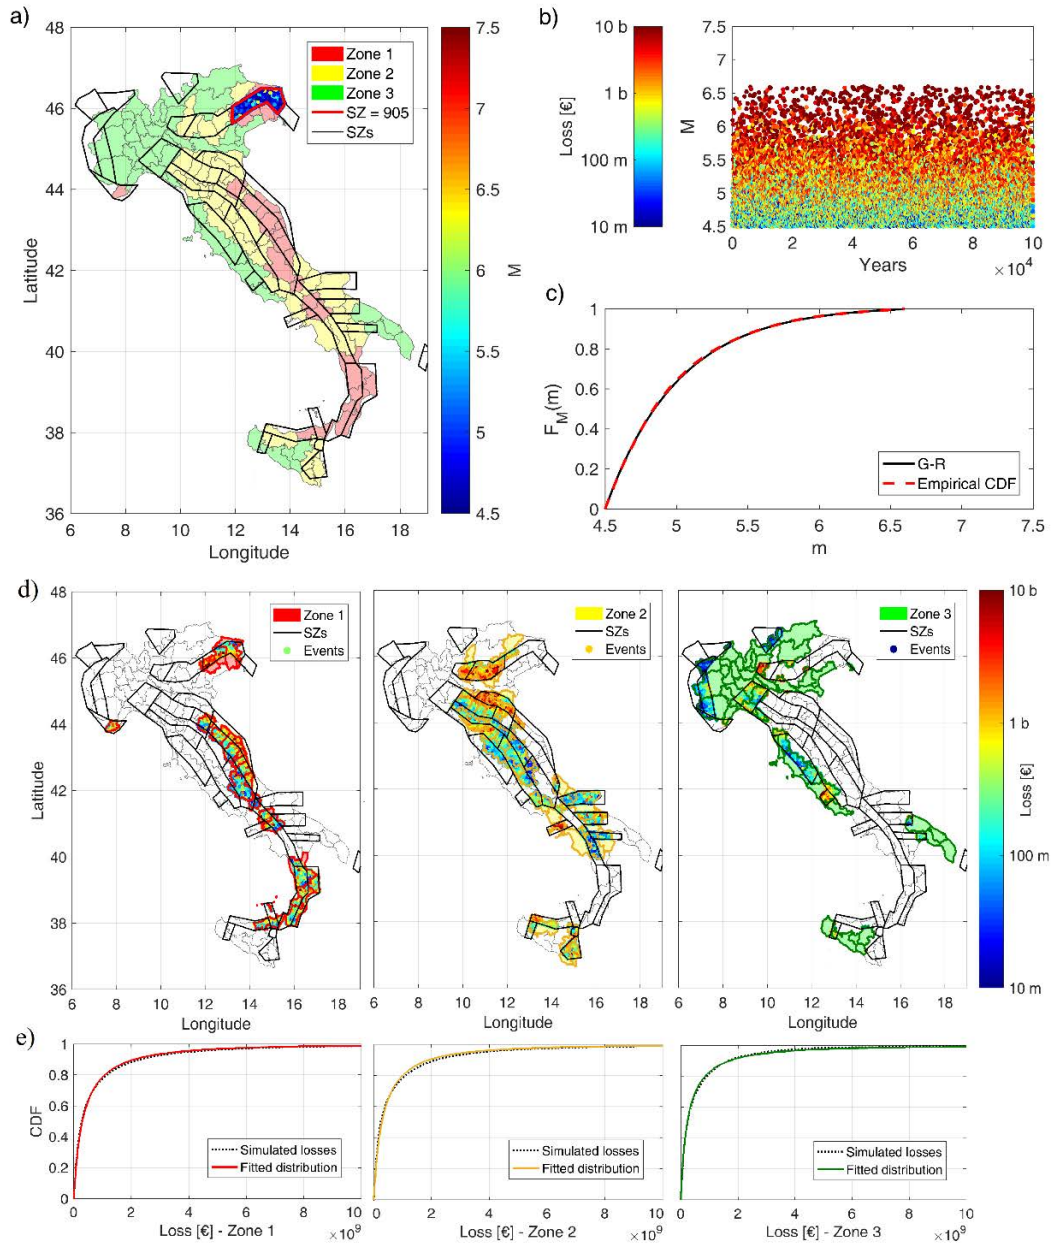 a)
48
46
44
42
40
38
36
6
8
10
12
14
16
18
Latitude
Longitude
Zone 1
Zone 2
Zone 3
SZ = 905
SZs
7.5
7
6.5
6
5.5
5
4.5
M
b)
10 b
1 b
100 m
10 m
Loss [€]
7.5
7
6.5
6
5.5
5
4.5
M
0
2
4
6
8
10
Years
× 10^4
c)
1
0.8
0.6
0.4
0.2
0
F_M(m)
4.5
5
5.5
6
6.5
7
7.5
m
G-R
Empirical CDF
d)
48
46
44
42
40
38
36
Latitude
6 8 10 12 14 16 18
Longitude
Zone 1
SZs
Events
6 8 10 12 14 16 18
Longitude
Zone 2
SZs
Events
6 8 10 12 14 16 18
Longitude
Zone 3
SZs
Events
10 b
1 b
100 m
10 m
Loss [€]
e)
1
0.8
0.6
0.4
0.2
0
CDF
0 2 4 6 8 10
Loss [€] - Zone 1
× 10^9
Simulated losses
Fitted distribution
0 2 4 6 8 10
Loss [€] - Zone 2
× 10^9
Simulated losses
Fitted distribution
0 2 4 6 8 10
Loss [€] - Zone 3
× 10^9
Simulated losses
Fitted distribution